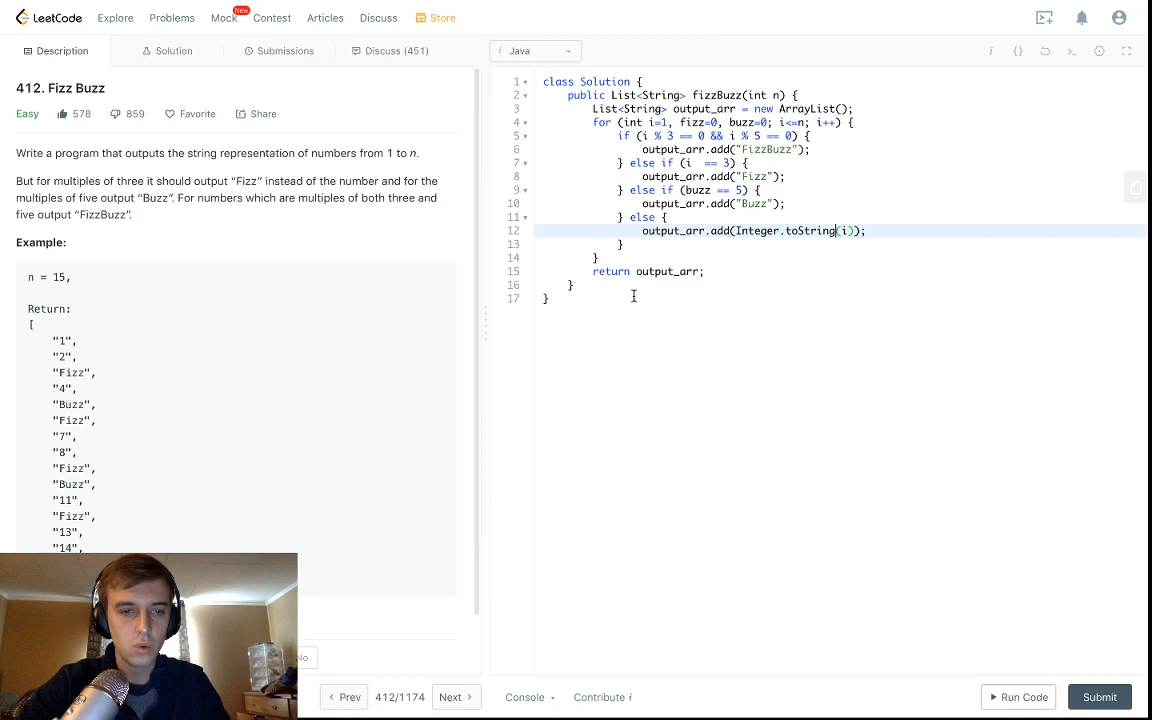 LeetCode Explore Problems Mock New Contest Articles Discuss Store
Description Solution Submissions Discuss (451)
412. Fizz Buzz
Easy 578 859 Favorite Share
Write a program that outputs the string representation of numbers from 1 to n.
But for multiples of three it should output “Fizz” instead of the number and for the
multiples of five output “Buzz”. For numbers which are multiples of both three and
five output “FizzBuzz”.
Example:
n = 15,
Return:
[
"1",
"2",
"Fizz",
"4",
"Buzz",
"Fizz",
"7",
"8",
"Fizz",
"Buzz",
"11",
"Fizz",
"13",
"14",
No
i Java
i {} >_
1 class Solution {
2 public List<String> fizzBuzz(int n) {
3 List<String> output_arr = new ArrayList();
4 for (int i=1, fizz=0, buzz=0; i<=n; i++) {
5 if (i % 3 == 0 && i % 5 == 0) {
6 output_arr.add("FizzBuzz");
7 } else if (i  == 3) {
8 output_arr.add("Fizz");
9 } else if (buzz == 5) {
10 output_arr.add("Buzz");
11 } else {
12 output_arr.add(Integer.toString(i));
13 }
14 }
15 return output_arr;
16 }
17 }
Prev 412/1174 Next Console Contribute i Run Code Submit